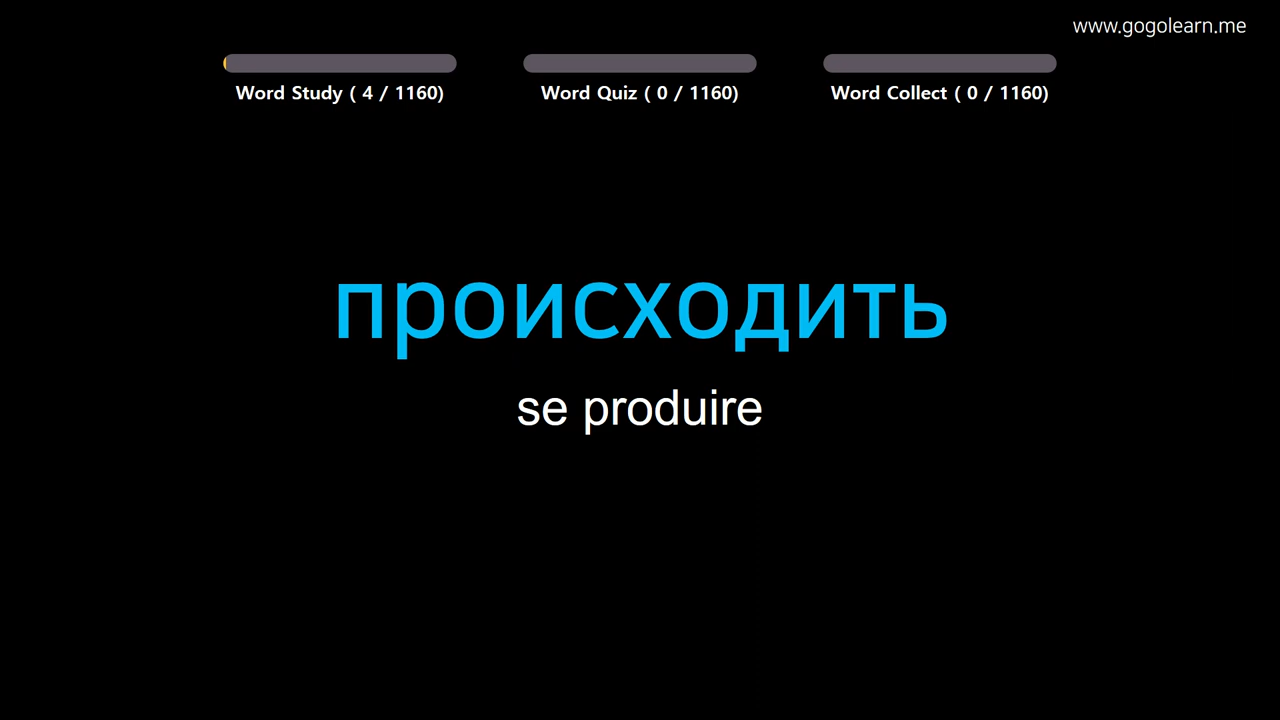 www.gogolearn.me
Word Study ( 4 / 1160)
Word Quiz ( 0 / 1160)
Word Collect ( 0 / 1160)
происходить
se produire